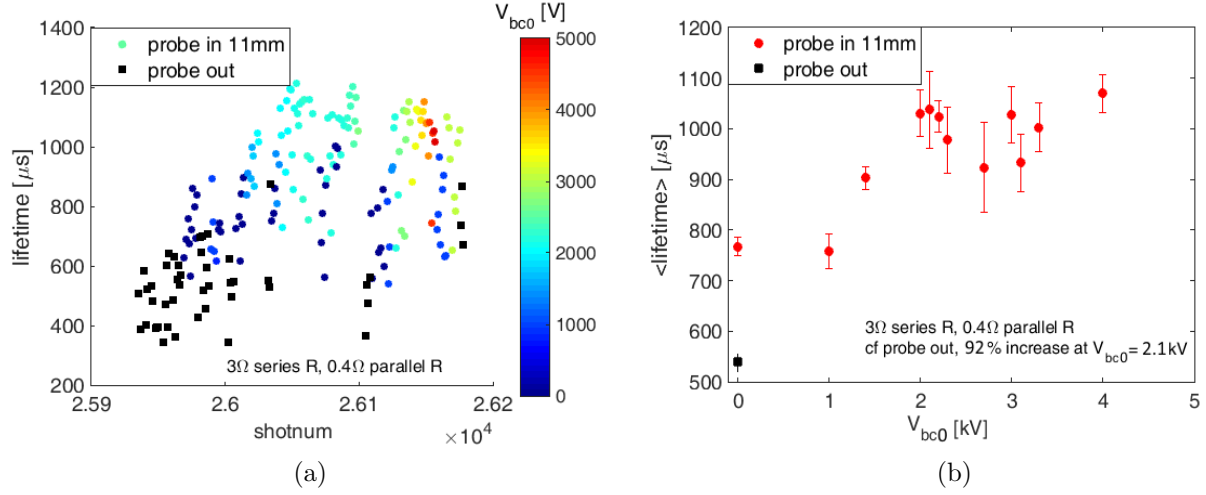 V_bc0 [V]
1400
1200
1000
800
600
400
200
lifetime [μs]
probe in 11mm
probe out
3Ω series R, 0.4Ω parallel R
2.59
2.6
2.61
2.62
×10^4
shotnum
5000
4000
3000
2000
1000
0
(a)
1200
1100
1000
900
800
700
600
500
<lifetime> [μs]
probe in 11mm
probe out
3Ω series R, 0.4Ω parallel R
cf probe out, 92% increase at V_bc0 = 2.1kV
0
1
2
3
4
5
V_bc0 [kV]
(b)